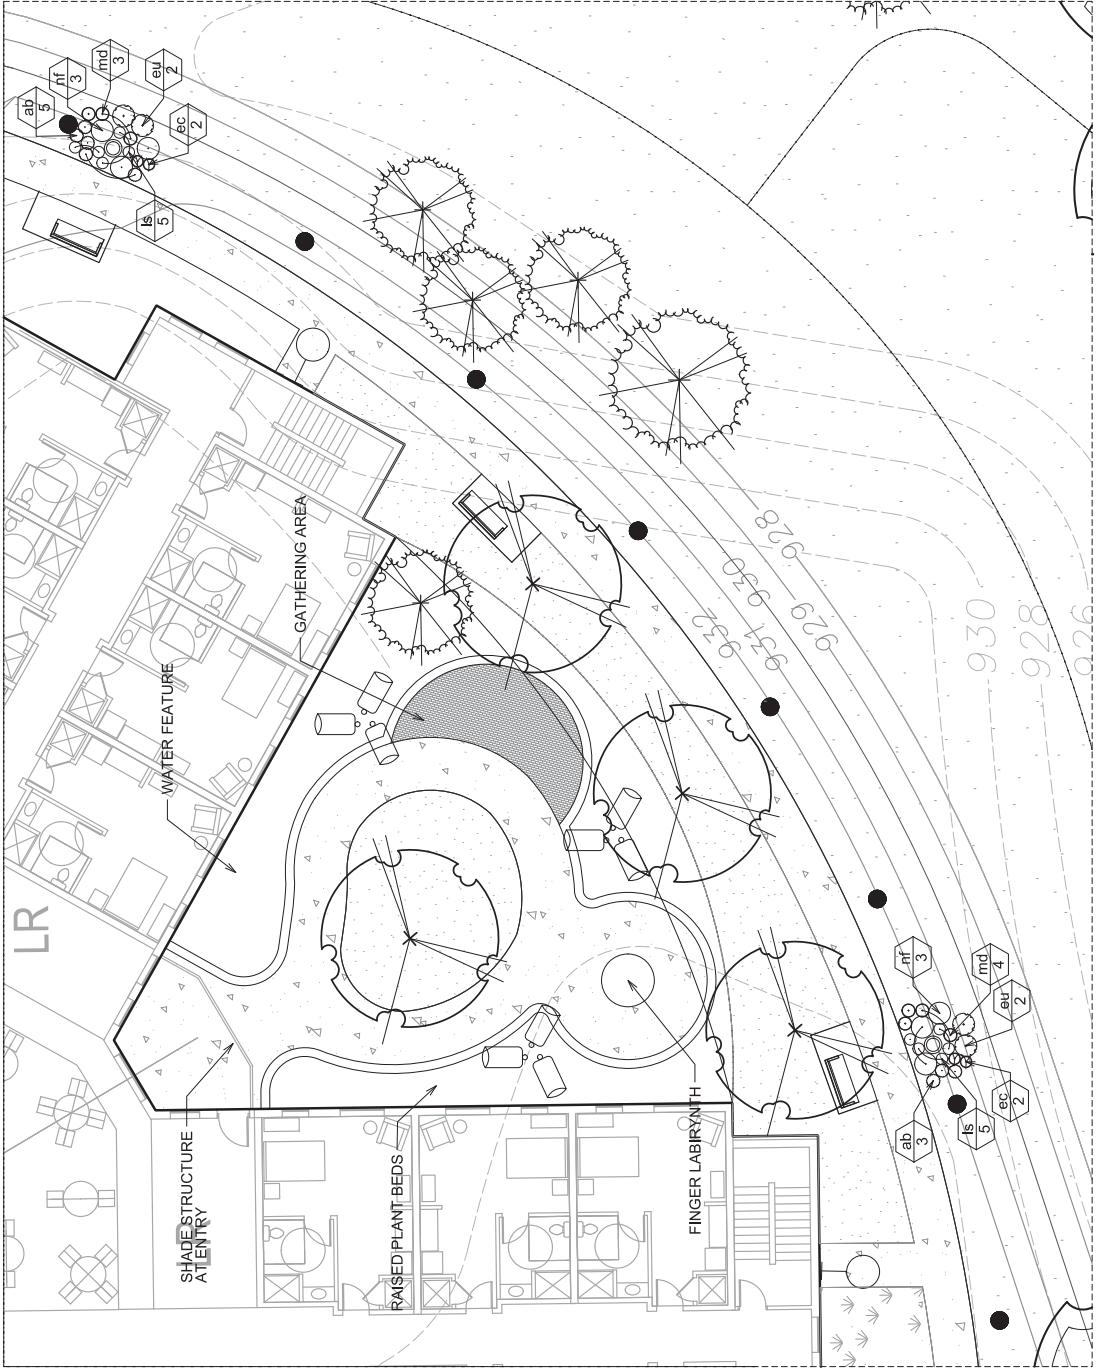 ab
5
nf
3
md
3
eu
2
ec
2
ls
5
GATHERING AREA
WATER FEATURE
LR
928
930
929
932
931
930
928
926
nf
3
md
4
eu
2
ec
2
ls
5
ab
3
SHADE STRUCTURE
AT ENTRY
LR
RAISED PLANT BEDS
FINGER LABIRYNTH